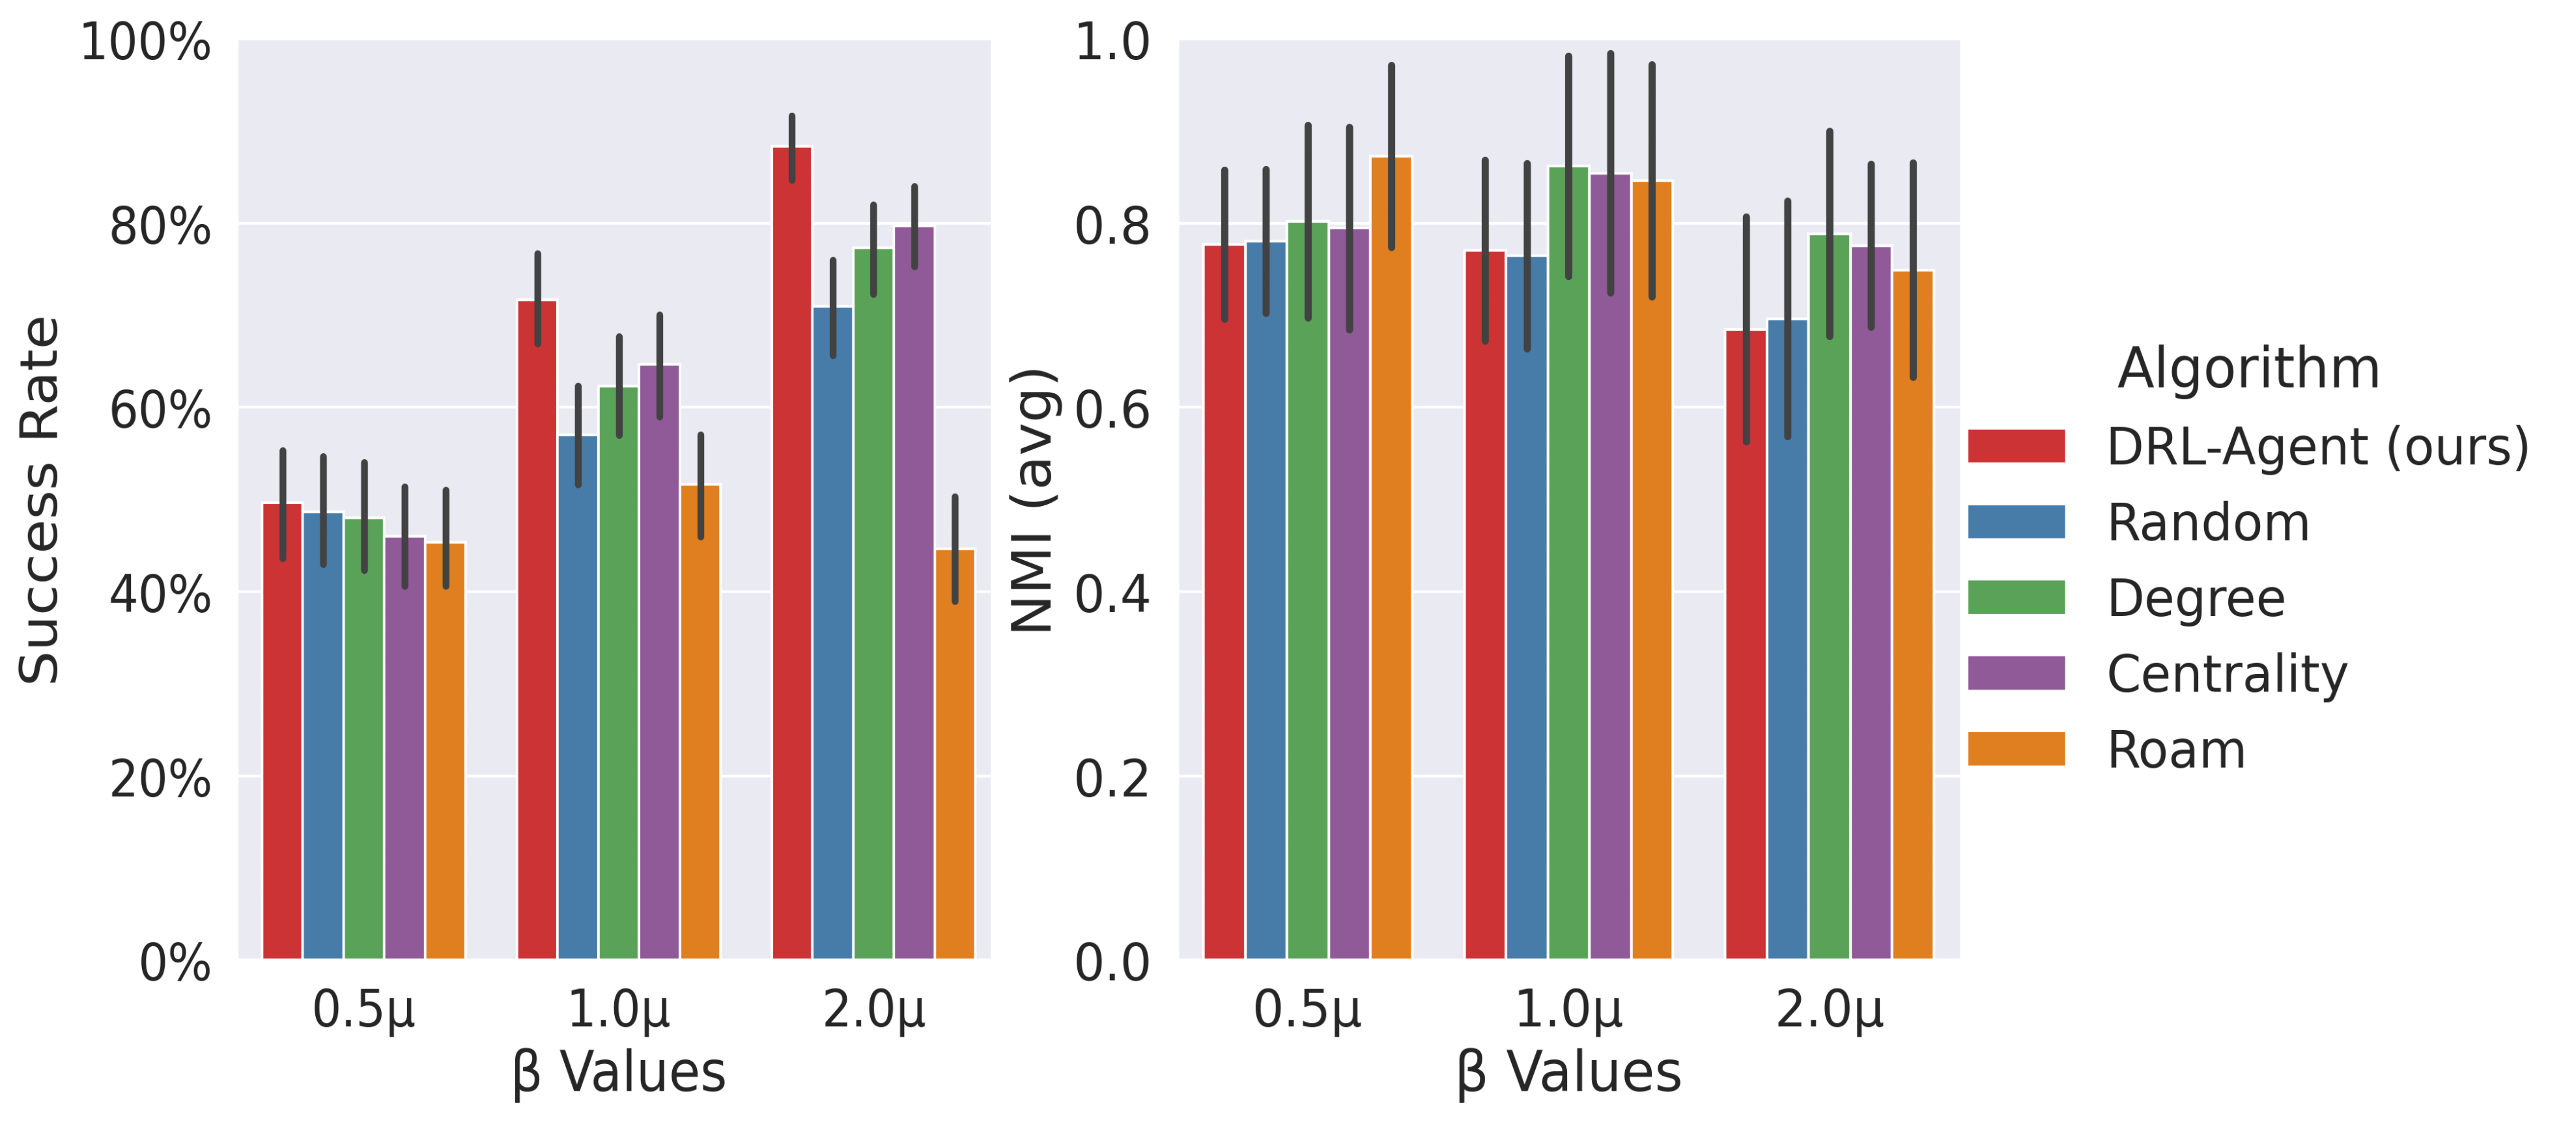 100%
80%
60%
40%
20%
0%
Success Rate
0.5µ 1.0µ 2.0µ
β Values
1.0
0.8
0.6
0.4
0.2
0.0
NMI (avg)
0.5µ 1.0µ 2.0µ
β Values
Algorithm
DRL-Agent (ours)
Random
Degree
Centrality
Roam